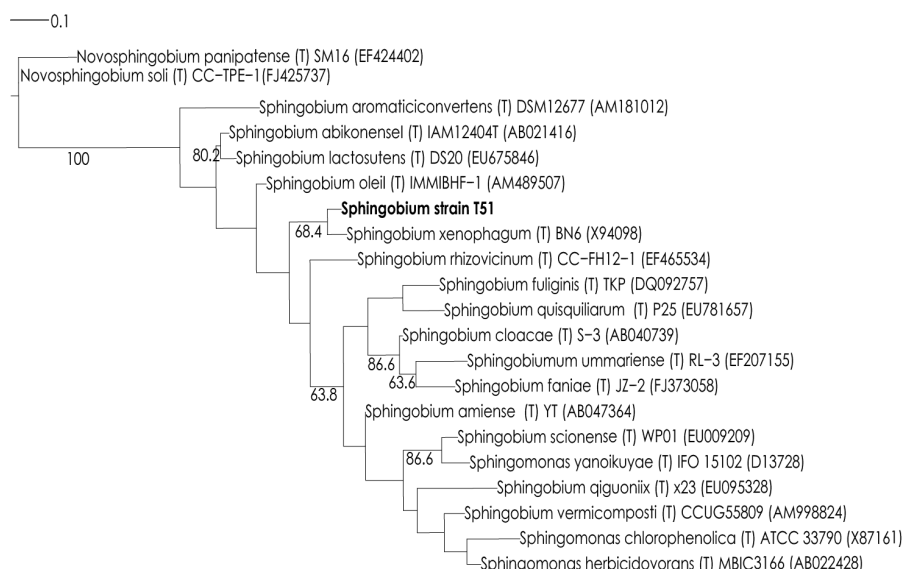 0.1
Novosphingobium panipatense (T) SM16 (EF424402)
Novosphingobium soli (T) CC-TPE-1(FJ425737)
Sphingobium aromaticiconvertens (T) DSM12677 (AM181012)
Sphingobium abikonensel (T) IAM12404T (AB021416)
100
80.2
Sphingobium lactosutens (T) DS20 (EU675846)
Sphingobium oleil (T) IMMIBHF-1 (AM489507)
Sphingobium strain T51
68.4
Sphingobium xenophagum (T) BN6 (X94098)
Sphingobium rhizovicinum (T) CC-FH12-1 (EF465534)
Sphingobium fuliginis (T) TKP (DQ092757)
Sphingobium quisquiliarum (T) P25 (EU781657)
Sphingobium cloacae (T) S-3 (AB040739)
86.6
Sphingobiumum ummariense (T) RL-3 (EF207155)
63.6
Sphingobium faniae (T) JZ-2 (FJ373058)
63.8
Sphingobium amiense (T) YT (AB047364)
Sphingobium scionense (T) WP01 (EU009209)
86.6
Sphingomonas yanoikuyae (T) IFO 15102 (D13728)
Sphingobium qiguoniix (T) x23 (EU095328)
Sphingobium vermicomposti (T) CCUG55809 (AM998824)
Sphingomonas chlorophenolica (T) ATCC 33790 (X87161)
Sphingomonas herbicidovorans (T) MBIC3166 (AB022428)